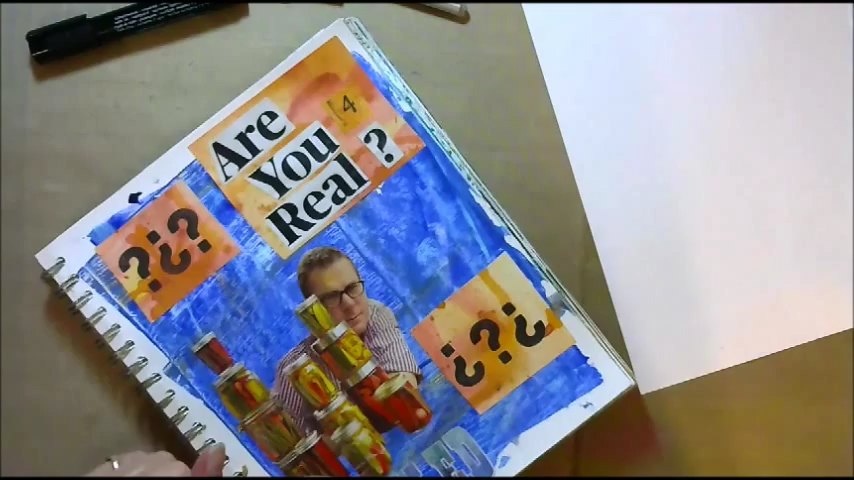 4
Are
You
Real ?
? ¿ ?
¿ ? ¿